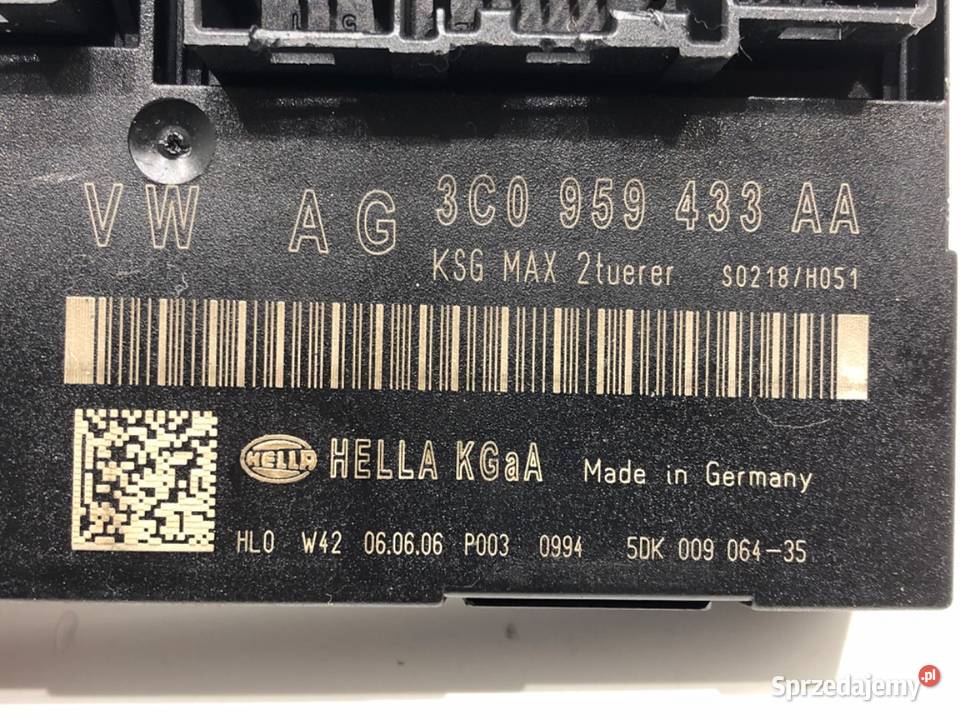 VW AG 3C0 959 433 AA
KSG MAX 2tuerer S0218/H051
HELLA HELLA KGaA Made in Germany
HL0 W42 06.06.06 P003 0994 5DK 009 064-35
Sprzedajemy.pl